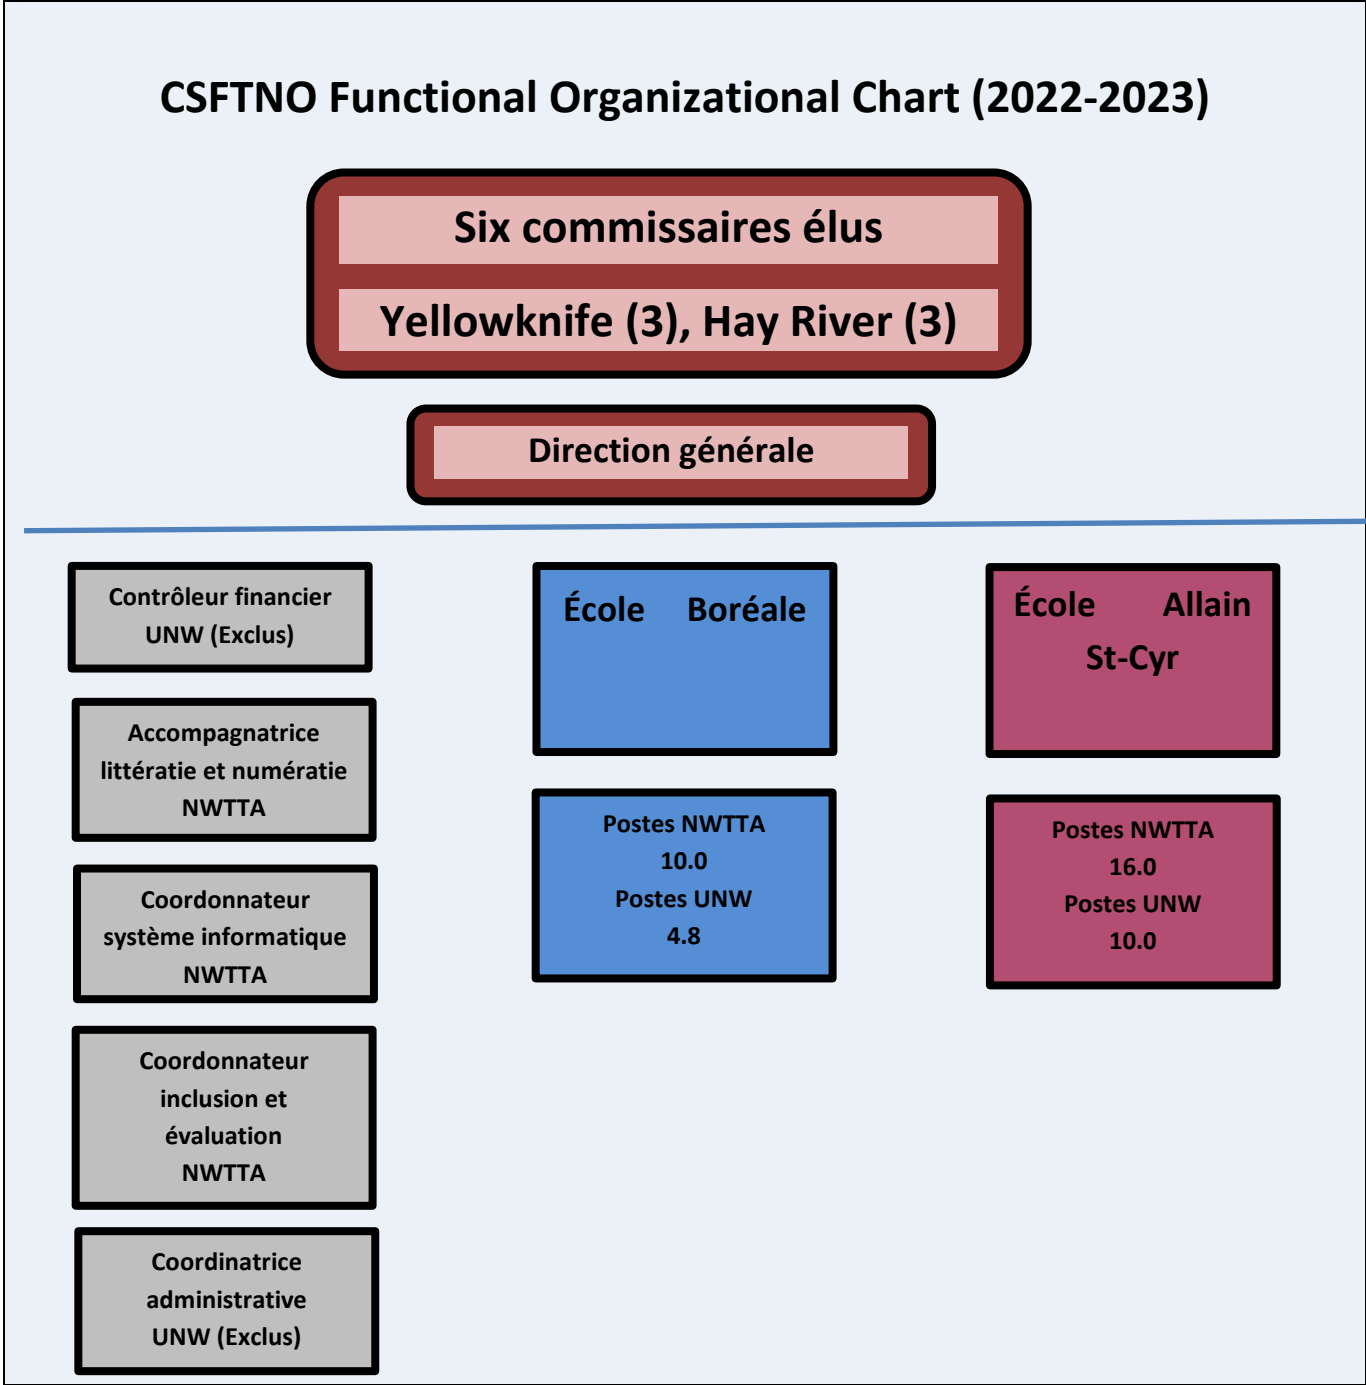 CSFTNO Functional Organizational Chart (2022-2023)
Six commissaires élus
Yellowknife (3), Hay River (3)
Direction générale
Contrôleur financier
UNW (Exclus)
Accompagnatrice
littératie et numératie
NWTTA
Coordonnateur
système informatique
NWTTA
Coordonnateur
inclusion et
évaluation
NWTTA
Coordinatrice
administrative
UNW (Exclus)
École Boréale
Postes NWTTA
10.0
Postes UNW
4.8
École Allain
St-Cyr
Postes NWTTA
16.0
Postes UNW
10.0